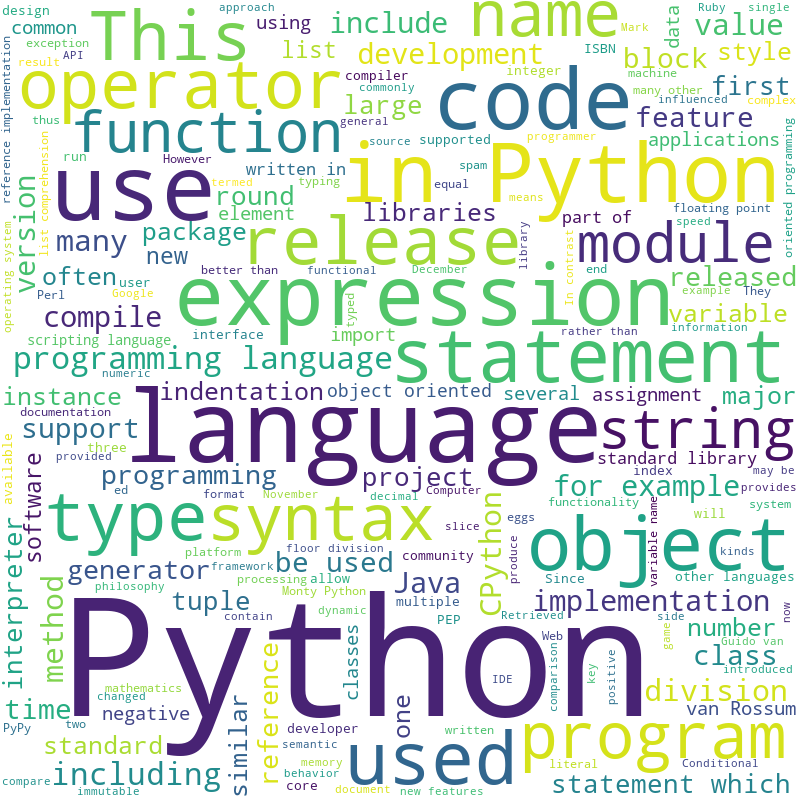 design
approach
Ruby
single
common
This
using
include
name
data
value
exception
API
list
development
Mark
ISBN
block
style
result
operator
compiler
commonly
integer
code
machine
many other
first
reference implementation
large
influenced
complex
thus
function
general
feature
run
However
source
supported
programmer
applications
written in
in Python
spam
typing
use
termed
equal
means
round
floating point
oriented programming
version
list comprehension
element
libraries
part of
speed
many
package
release
library
module
new
operating system
often
user
better than
functional
December
In contrast
end
released
Perl
Google
expression
example
They
compile
interface
typed
import
rather than
variable
information
scripting language
programming language
statement
numeric
instance
indentation
object oriented
several
assignment
major
documentation
language
string
support
three
available
provided
standard library
software
programming
project
index
may be
ed
format
November
decimal
Computer
for example
provides
type
syntax
slice
CPython
eggs
functionality
variable name
will
system
interpreter
platform
floor division
community
produce
object
kinds
generator
framework
be used
method
philosophy
processing
allow
Java
Since
other languages
tuple
Monty Python
dynamic
multiple
implementation
contain
classes
PEP
Retrieved
side
now
Python
Web
game
number
Guido van
mathematics
reference
IDE
comparison
key
positive
class
introduced
changed
division
time
negative
one
van Rossum
PyPy
two
similar
developer
written
program
standard
semantic
used
memory
literal
Conditional
including
behavior
compare
core
document
new features
statement which
immutable